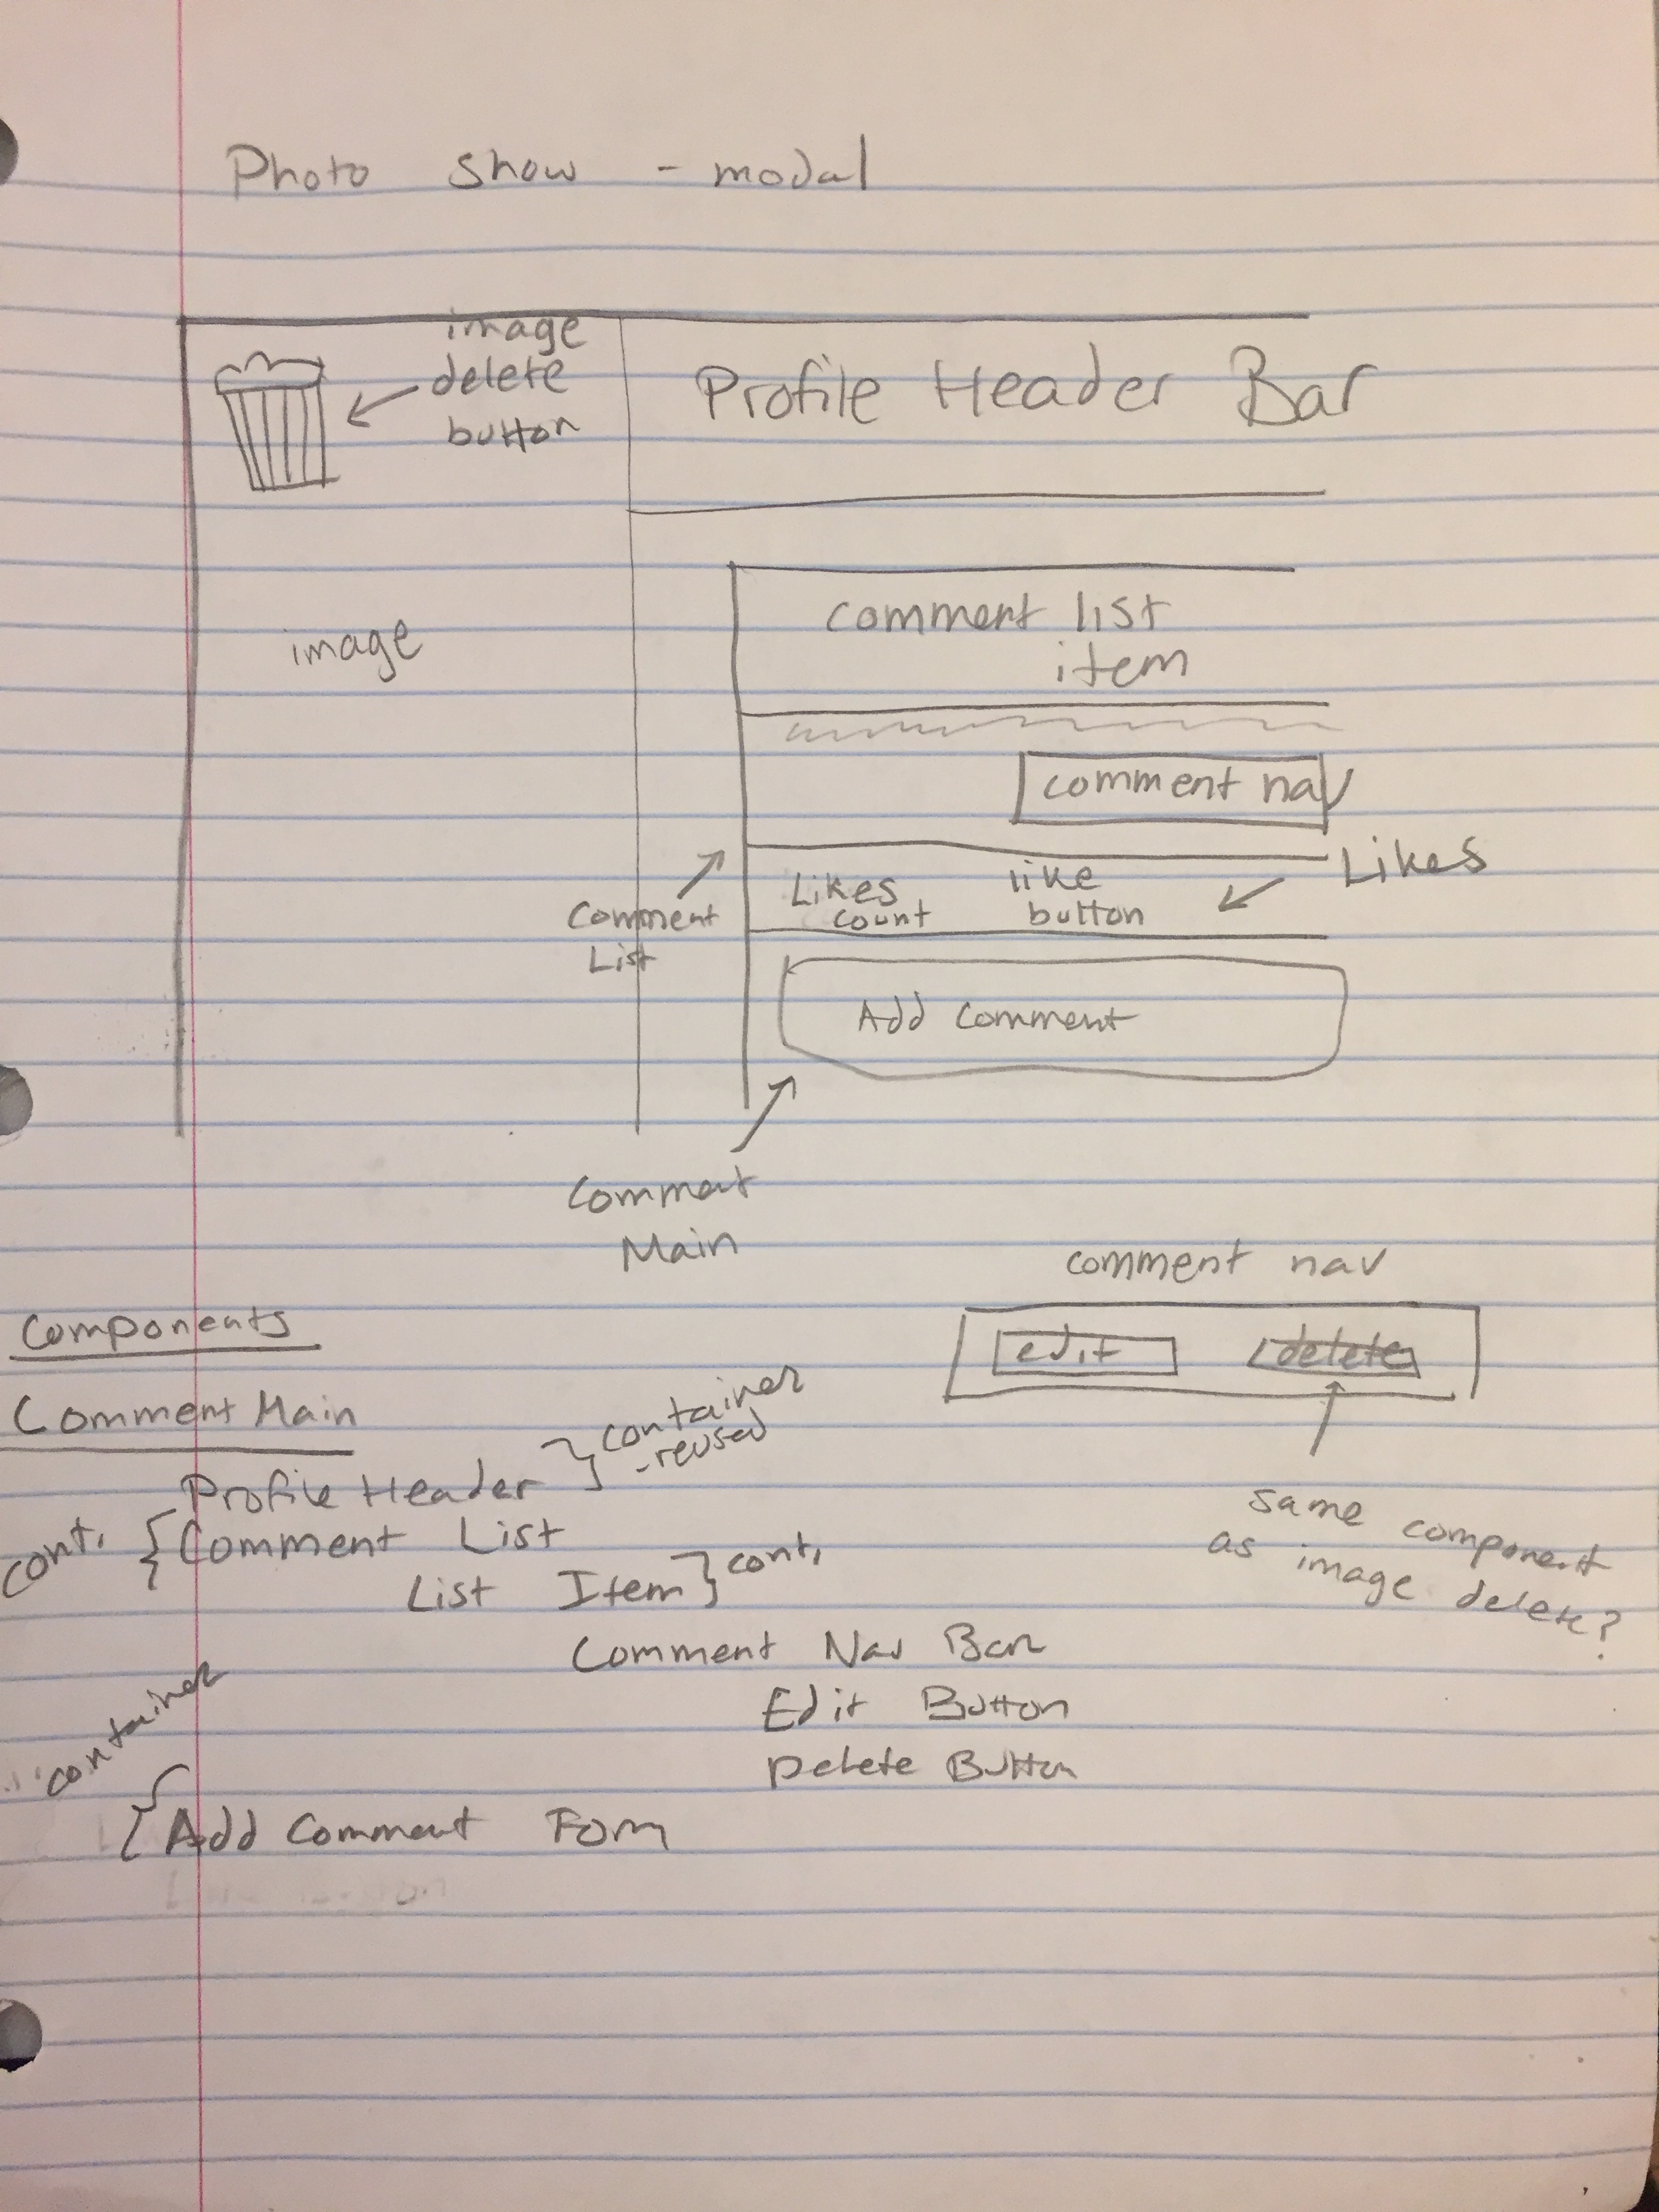 Photo show - modal
image
delete
button
Profile Header Bar
image
comment list
item
comment nav
Likes
Likes
count
like
button
Comment
List
Add Comment
Comment
Main
comment nav
edit
delete
same component
as image delete?
Components
Comment Main
Profile Header
container
-reused
cont.
Comment List
List Item
cont.
Comment Nav Bar
Edit Button
Delete Button
container
Add Comment Form